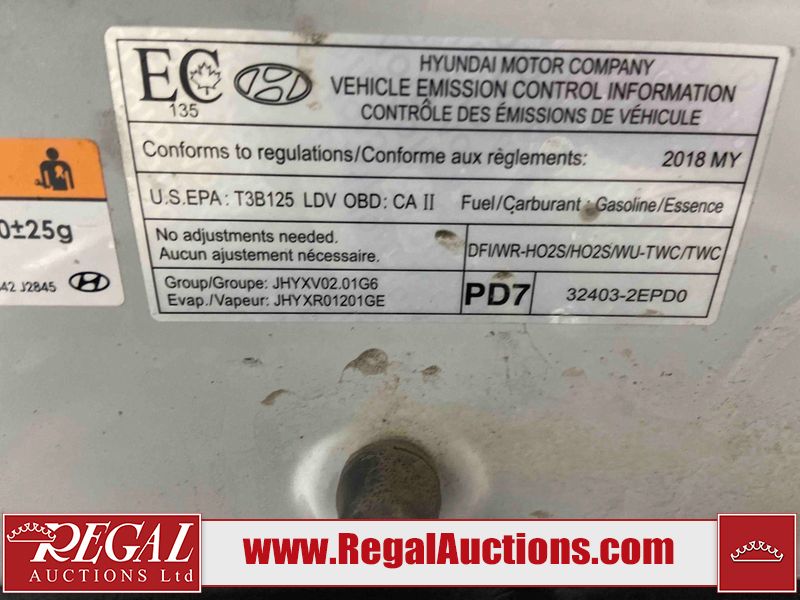 EC
135
HYUNDAI MOTOR COMPANY
VEHICLE EMISSION CONTROL INFORMATION
CONTRÔLE DES ÉMISSIONS DE VÉHICULE
Conforms to regulations/Conforme aux règlements: 2018 MY
U.S.EPA: T3B125 LDV OBD: CA II Fuel/Carburant: Gasoline/Essence
No adjustments needed.
Aucun ajustement nécessaire.
DFI/WR-HO2S/HO2S/WU-TWC/TWC
Group/Groupe: JHYXV02.01G6
Evap./Vapeur: JHYXR01201GE
PD7
32403-2EPD0
0±25g
42 J2845
REGAL
AUCTIONS Ltd
www.RegalAuctions.com